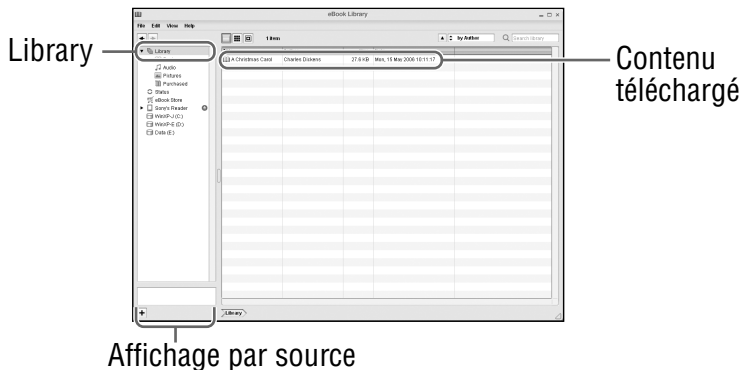 eBook Library
File Edit View Help
1 item
by Author
Search library
Library
Library
Audio
Pictures
Purchased
Status
eBook Store
Sony's Reader
WinXP-J (C:)
WinXP-E (D:)
Data (E:)
A Christmas Carol Charles Dickens 27.6 KB Mon, 15 May 2006 10:11:17
Contenu
téléchargé
Library
Affichage par source